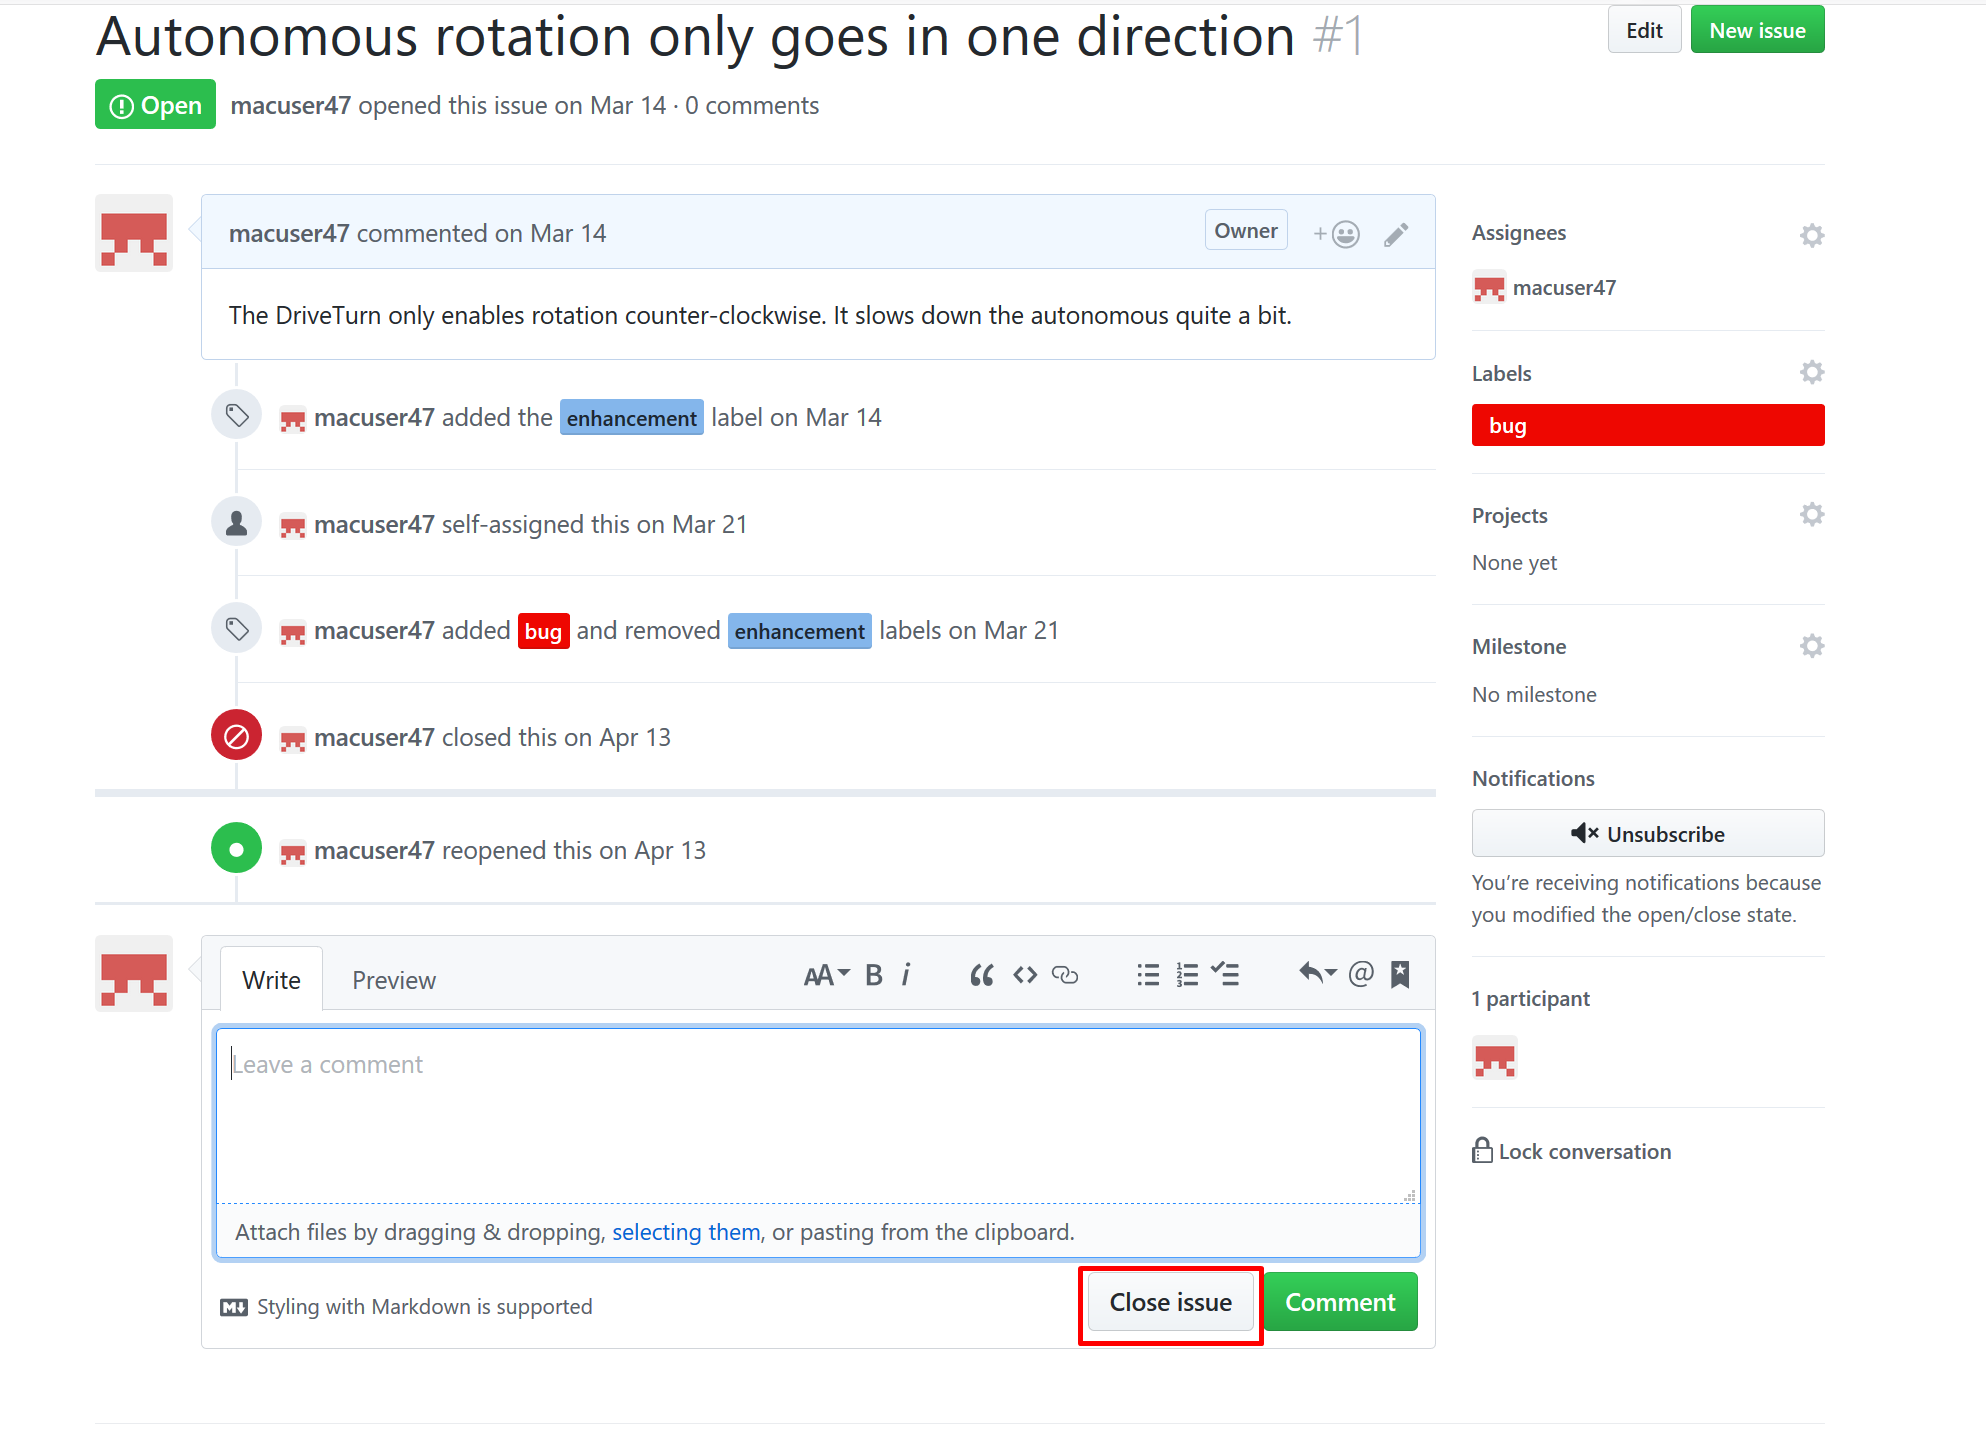 Autonomous rotation only goes in one direction #1
Edit
New issue
Open
macuser47 opened this issue on Mar 14 · 0 comments
macuser47 commented on Mar 14
Owner
The DriveTurn only enables rotation counter-clockwise. It slows down the autonomous quite a bit.
macuser47 added the enhancement label on Mar 14
macuser47 self-assigned this on Mar 21
macuser47 added bug and removed enhancement labels on Mar 21
macuser47 closed this on Apr 13
macuser47 reopened this on Apr 13
Write
Preview
AA
B
i
@
Leave a comment
Attach files by dragging & dropping, selecting them, or pasting from the clipboard.
Styling with Markdown is supported
Close issue
Comment
Assignees
macuser47
Labels
bug
Projects
None yet
Milestone
No milestone
Notifications
Unsubscribe
You’re receiving notifications because
you modified the open/close state.
1 participant
Lock conversation